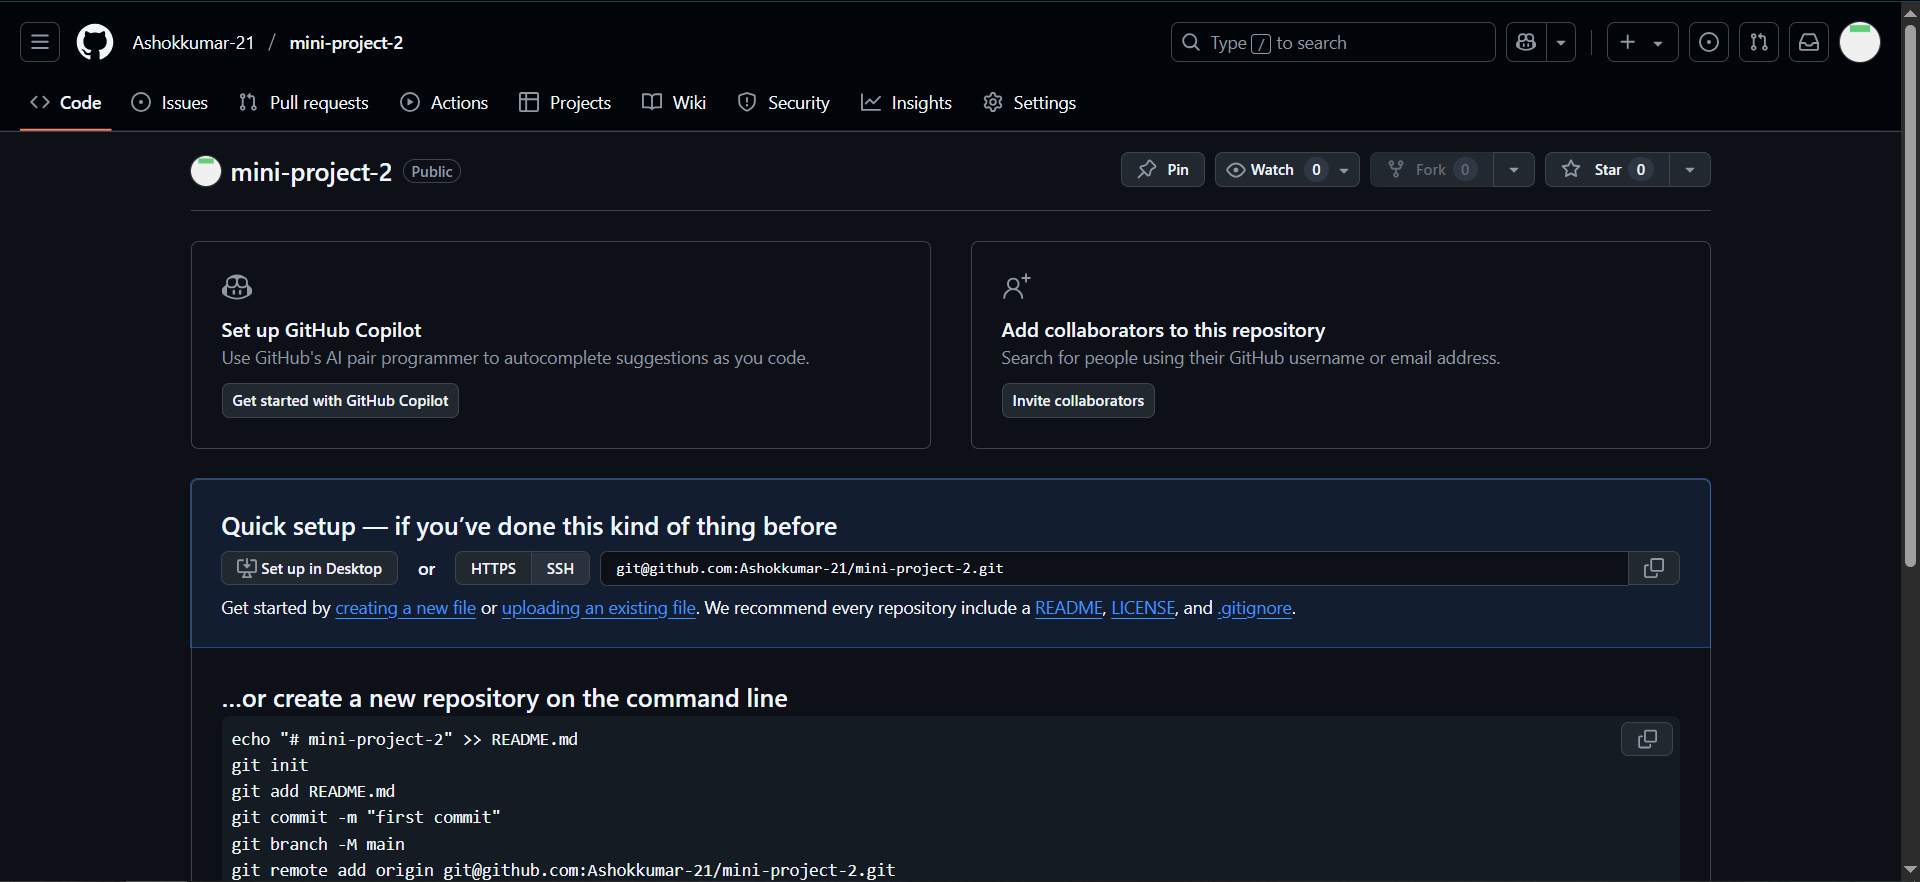 Ashokkumar-21 / mini-project-2
Type / to search
Code Issues Pull requests Actions Projects Wiki Security Insights Settings
mini-project-2 Public
Pin Watch 0 Fork 0 Star 0
Set up GitHub Copilot
Use GitHub's AI pair programmer to autocomplete suggestions as you code.
Get started with GitHub Copilot
Add collaborators to this repository
Search for people using their GitHub username or email address.
Invite collaborators
Quick setup — if you’ve done this kind of thing before
Set up in Desktop or HTTPS SSH git@github.com:Ashokkumar-21/mini-project-2.git
Get started by creating a new file or uploading an existing file. We recommend every repository include a README, LICENSE, and .gitignore.
…or create a new repository on the command line
echo "# mini-project-2" >> README.md
git init
git add README.md
git commit -m "first commit"
git branch -M main
git remote add origin git@github.com:Ashokkumar-21/mini-project-2.git